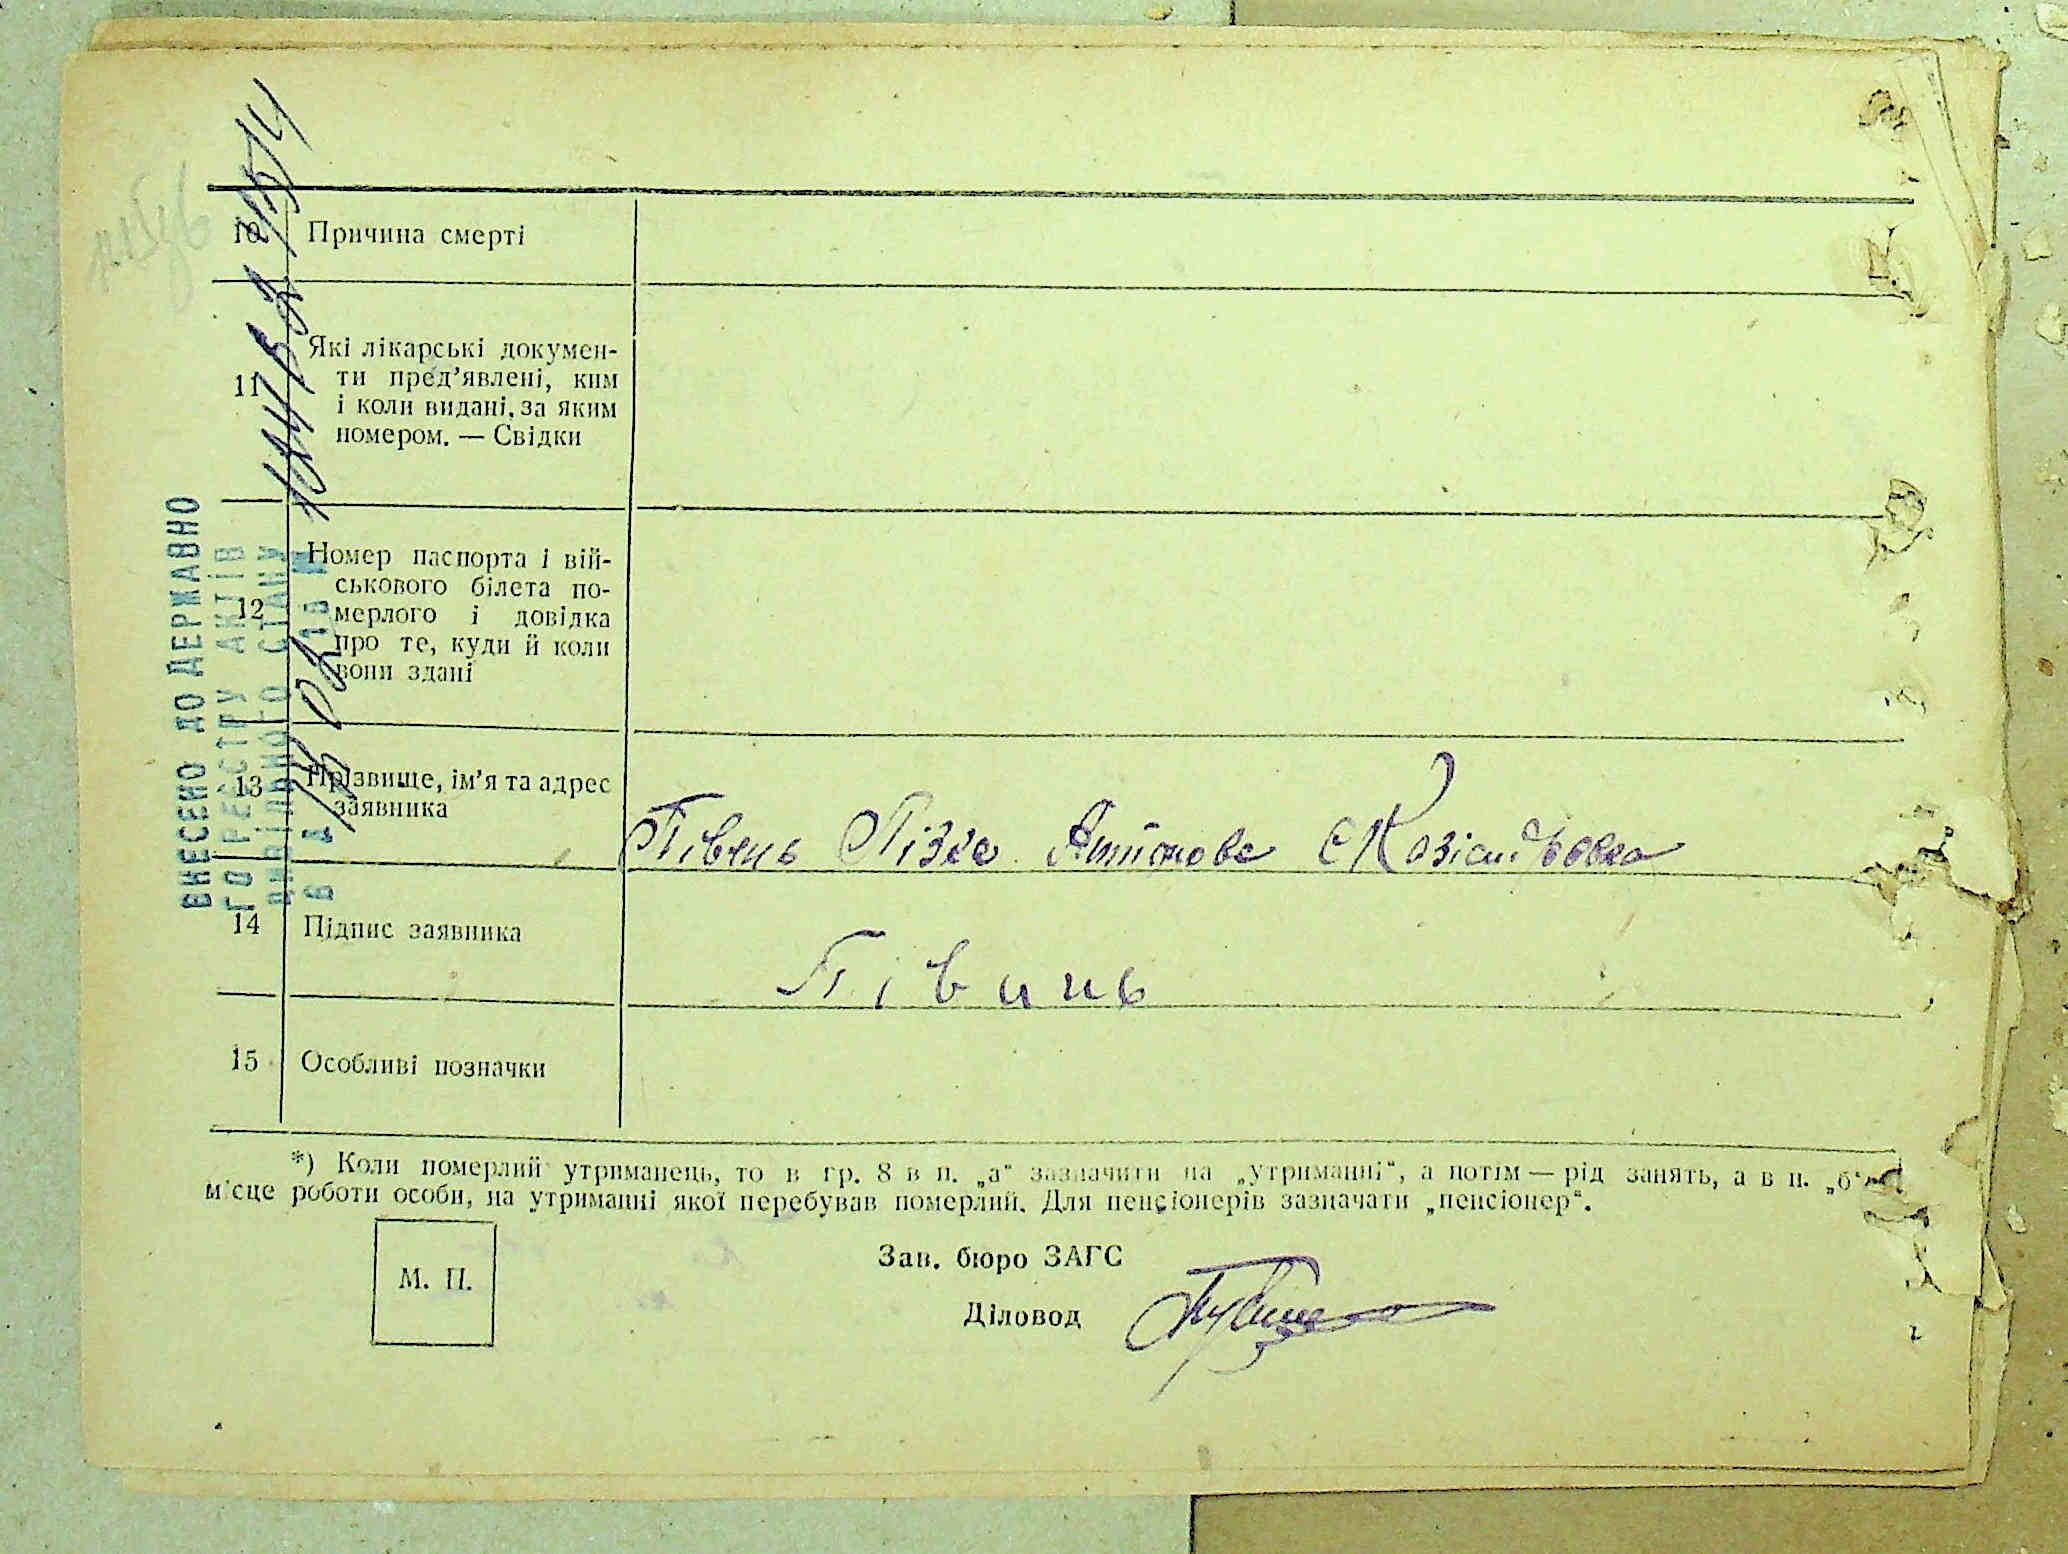 10 Причина смерті
11 Які лікарські докумен-
ти пред’явлені, ким
і коли видані, за яким
номером. — Свідки
12 Номер паспорта і вій-
ськового білета по-
мерлого і довідка
про те, куди й коли
вони здані
13 Прізвище, ім’я та адрес
заявника
Півень
14 Підпис заявника
Півинь
15 Особливі позначки
*) Коли померлий утриманець, то в гр. 8 в п. „а“ зазначити на „утриманні“, а потім — рід занять, а в п. „б“
місце роботи особи, на утриманні якої перебував померлий. Для пенсіонерів зазначати „пенсіонер“.
М. П.
Зав. бюро ЗАГС
Діловод
ВНЕСЕНО ДО ДЕРЖАВНО
ГО РЕЄСТРУ АКТІВ
ЦИВІЛЬНОГО СТАНУ